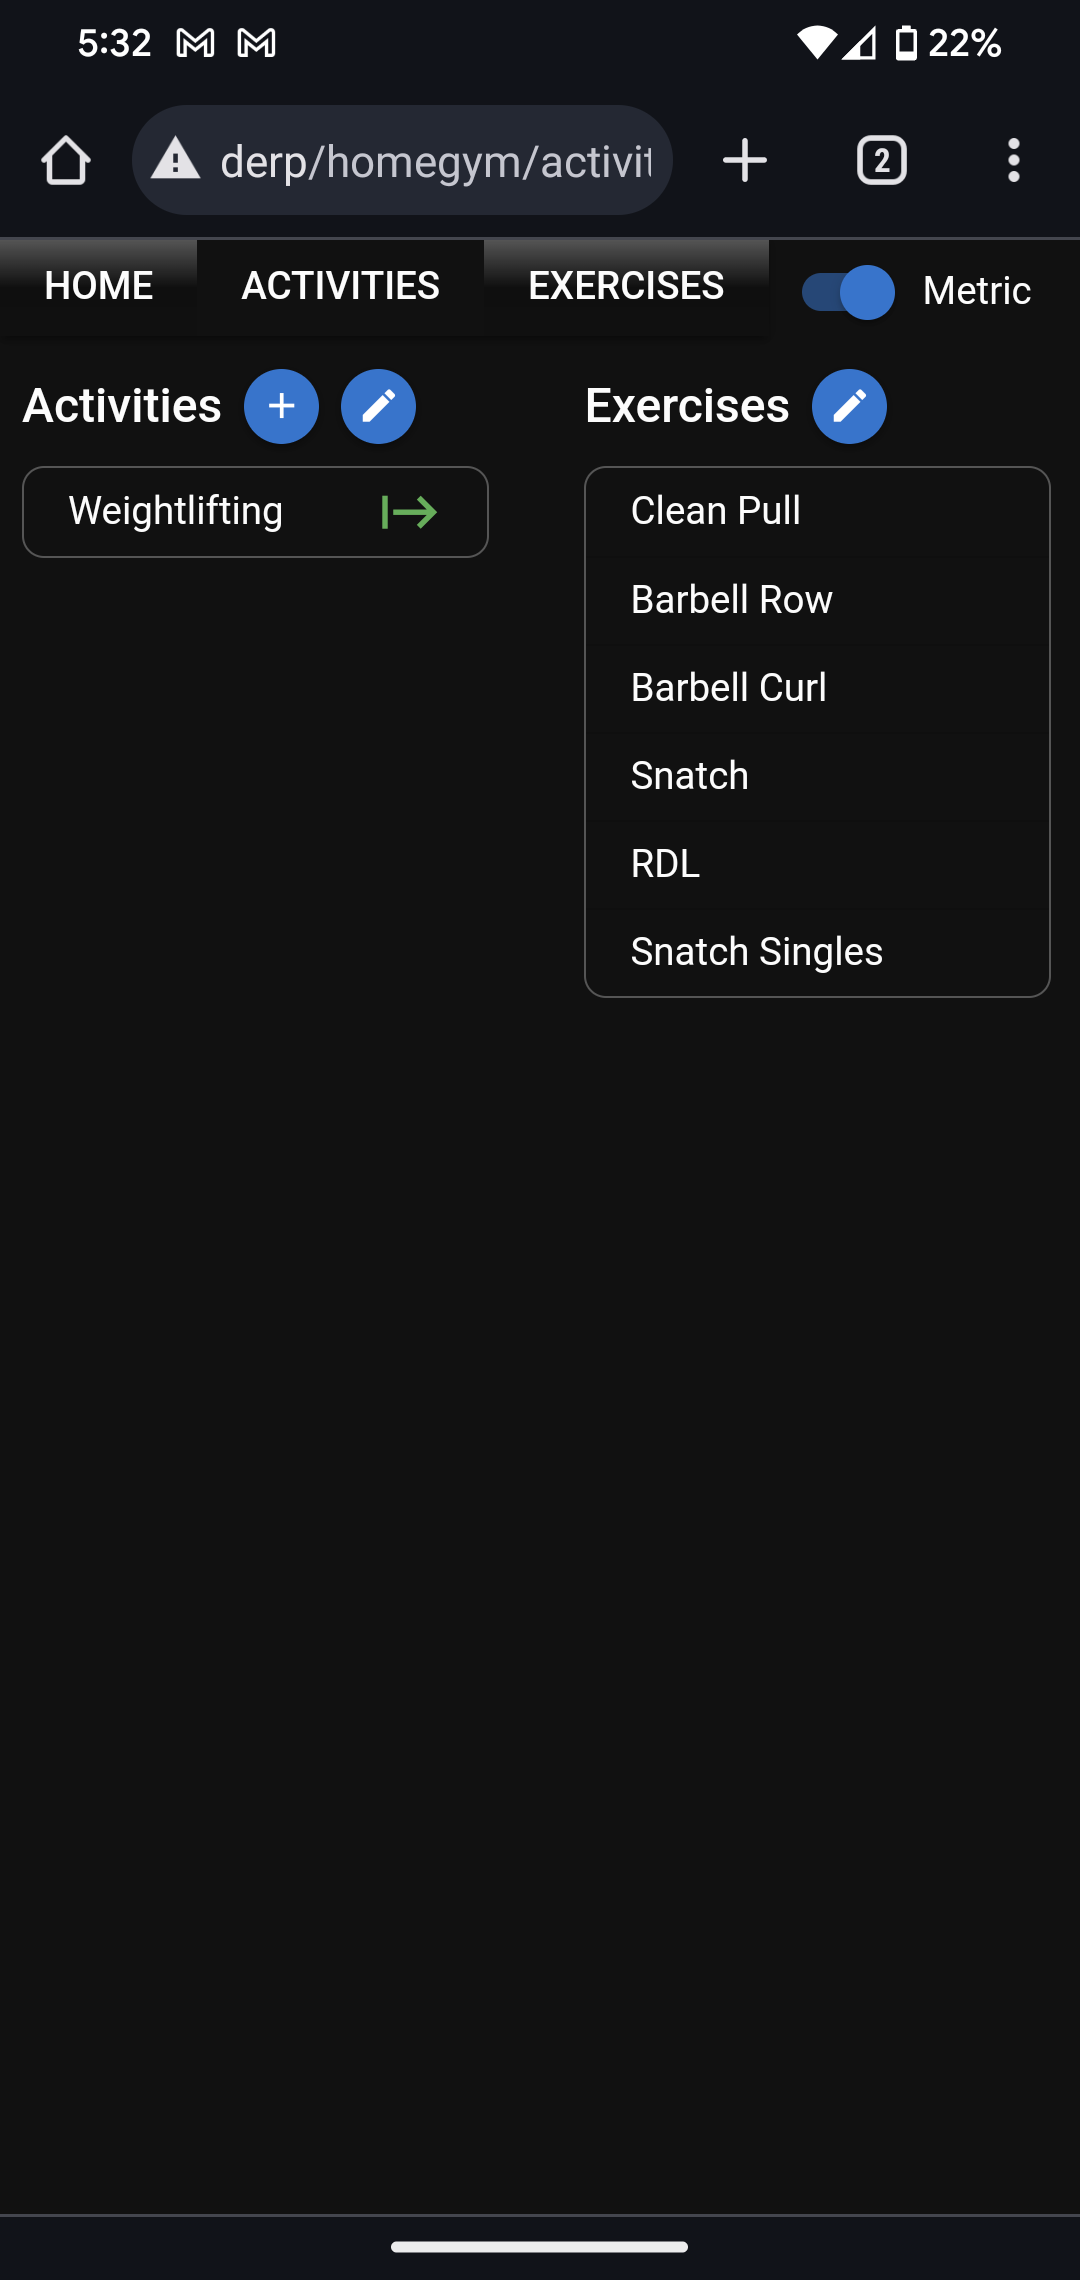 5:32 22%
derp/homegym/activit
2
HOME ACTIVITIES EXERCISES Metric
Activities
Weightlifting
Exercises
Clean Pull
Barbell Row
Barbell Curl
Snatch
RDL
Snatch Singles